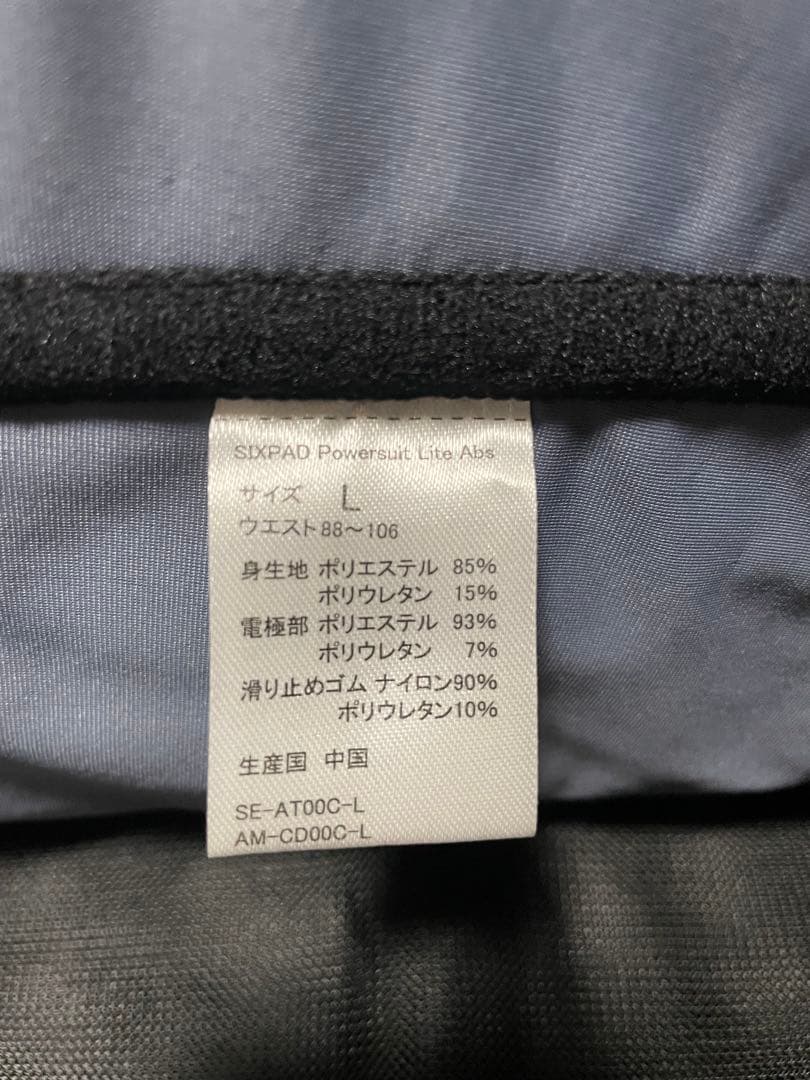 SIXPAD Powersuit Lite Abs
サイズ L
ウエスト88～106
身生地 ポリエステル 85%
ポリウレタン 15%
電極部 ポリエステル 93%
ポリウレタン 7%
滑り止めゴム ナイロン90%
ポリウレタン10%
生産国 中国
SE-AT00C-L
AM-CD00C-L